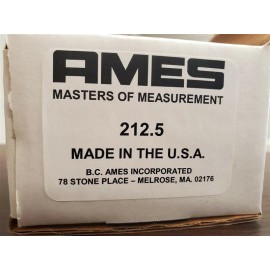 AMES
MASTERS OF MEASUREMENT
212.5
MADE IN THE U.S.A.
B.C. AMES INCORPORATED
78 STONE PLACE – MELROSE, MA. 02176